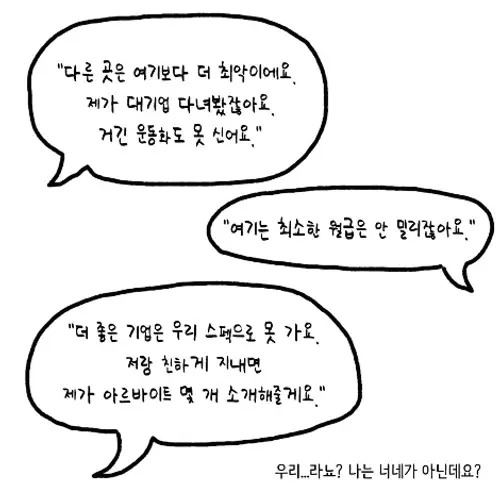 "다른 곳은 여기보다 더 최악이에요.
제가 대기업 다녀봤잖아요.
거긴 운동화도 못 신어요."
"여기는 최소한 월급은 안 밀리잖아요."
"더 좋은 기업은 우리 스펙으로 못 가요.
저랑 친하게 지내면
제가 아르바이트 몇 개 소개해줄게요."
우리...라뇨? 나는 너네가 아닌데요?